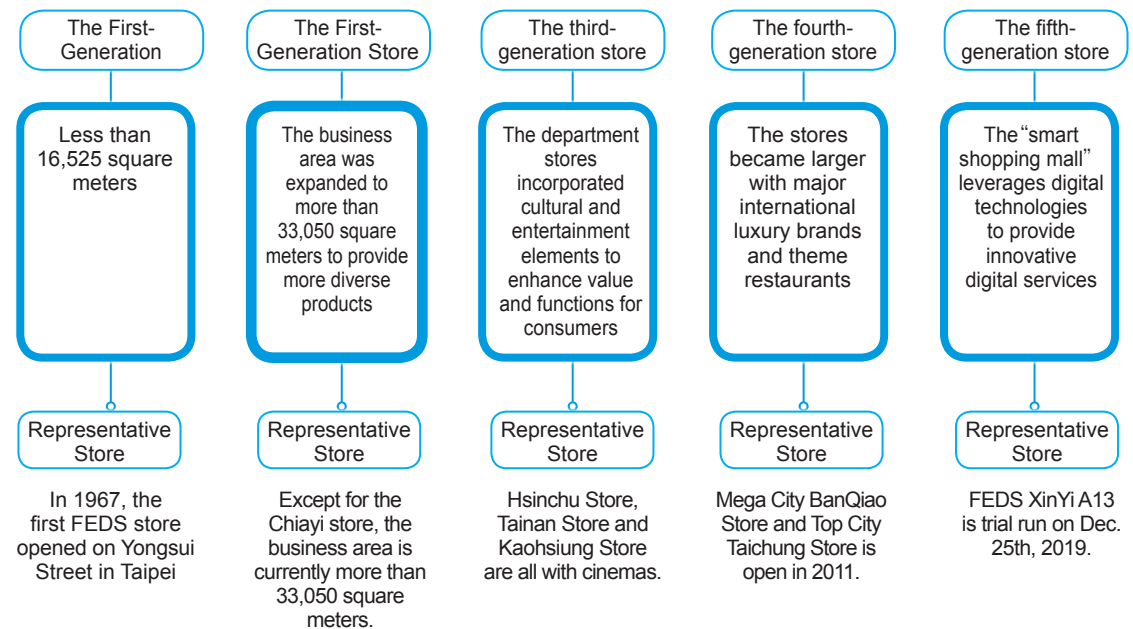 The First-
Generation
Less than
16,525 square
meters
Representative
Store
In 1967, the
first FEDS store
opened on Yongsui
Street in Taipei
The First-
Generation Store
The business
area was
expanded to
more than
33,050 square
meters to provide
more diverse
products
Representative
Store
Except for the
Chiayi store, the
business area is
currently more than
33,050 square
meters.
The third-
generation store
The department
stores
incorporated
cultural and
entertainment
elements to
enhance value
and functions for
consumers
Representative
Store
Hsinchu Store,
Tainan Store and
Kaohsiung Store
are all with cinemas.
The fourth-
generation store
The stores
became larger
with major
international
luxury brands
and theme
restaurants
Representative
Store
Mega City BanQiao
Store and Top City
Taichung Store is
open in 2011.
The fifth-
generation store
The “smart
shopping mall”
leverages digital
technologies
to provide
innovative
digital services
Representative
Store
FEDS XinYi A13
is trial run on Dec.
25th, 2019.